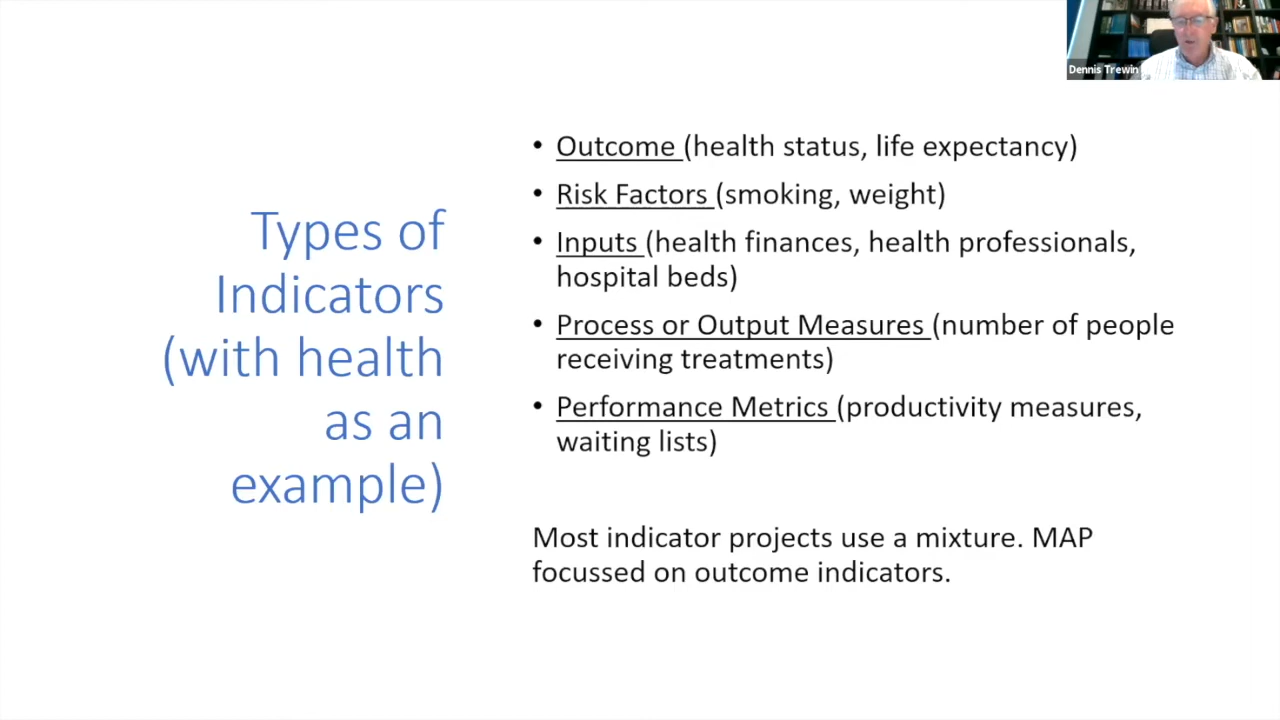 Dennis Trewin
Types of
Indicators
(with health
as an
example)
• Outcome (health status, life expectancy)
• Risk Factors (smoking, weight)
• Inputs (health finances, health professionals,
hospital beds)
• Process or Output Measures (number of people
receiving treatments)
• Performance Metrics (productivity measures,
waiting lists)
Most indicator projects use a mixture. MAP
focussed on outcome indicators.